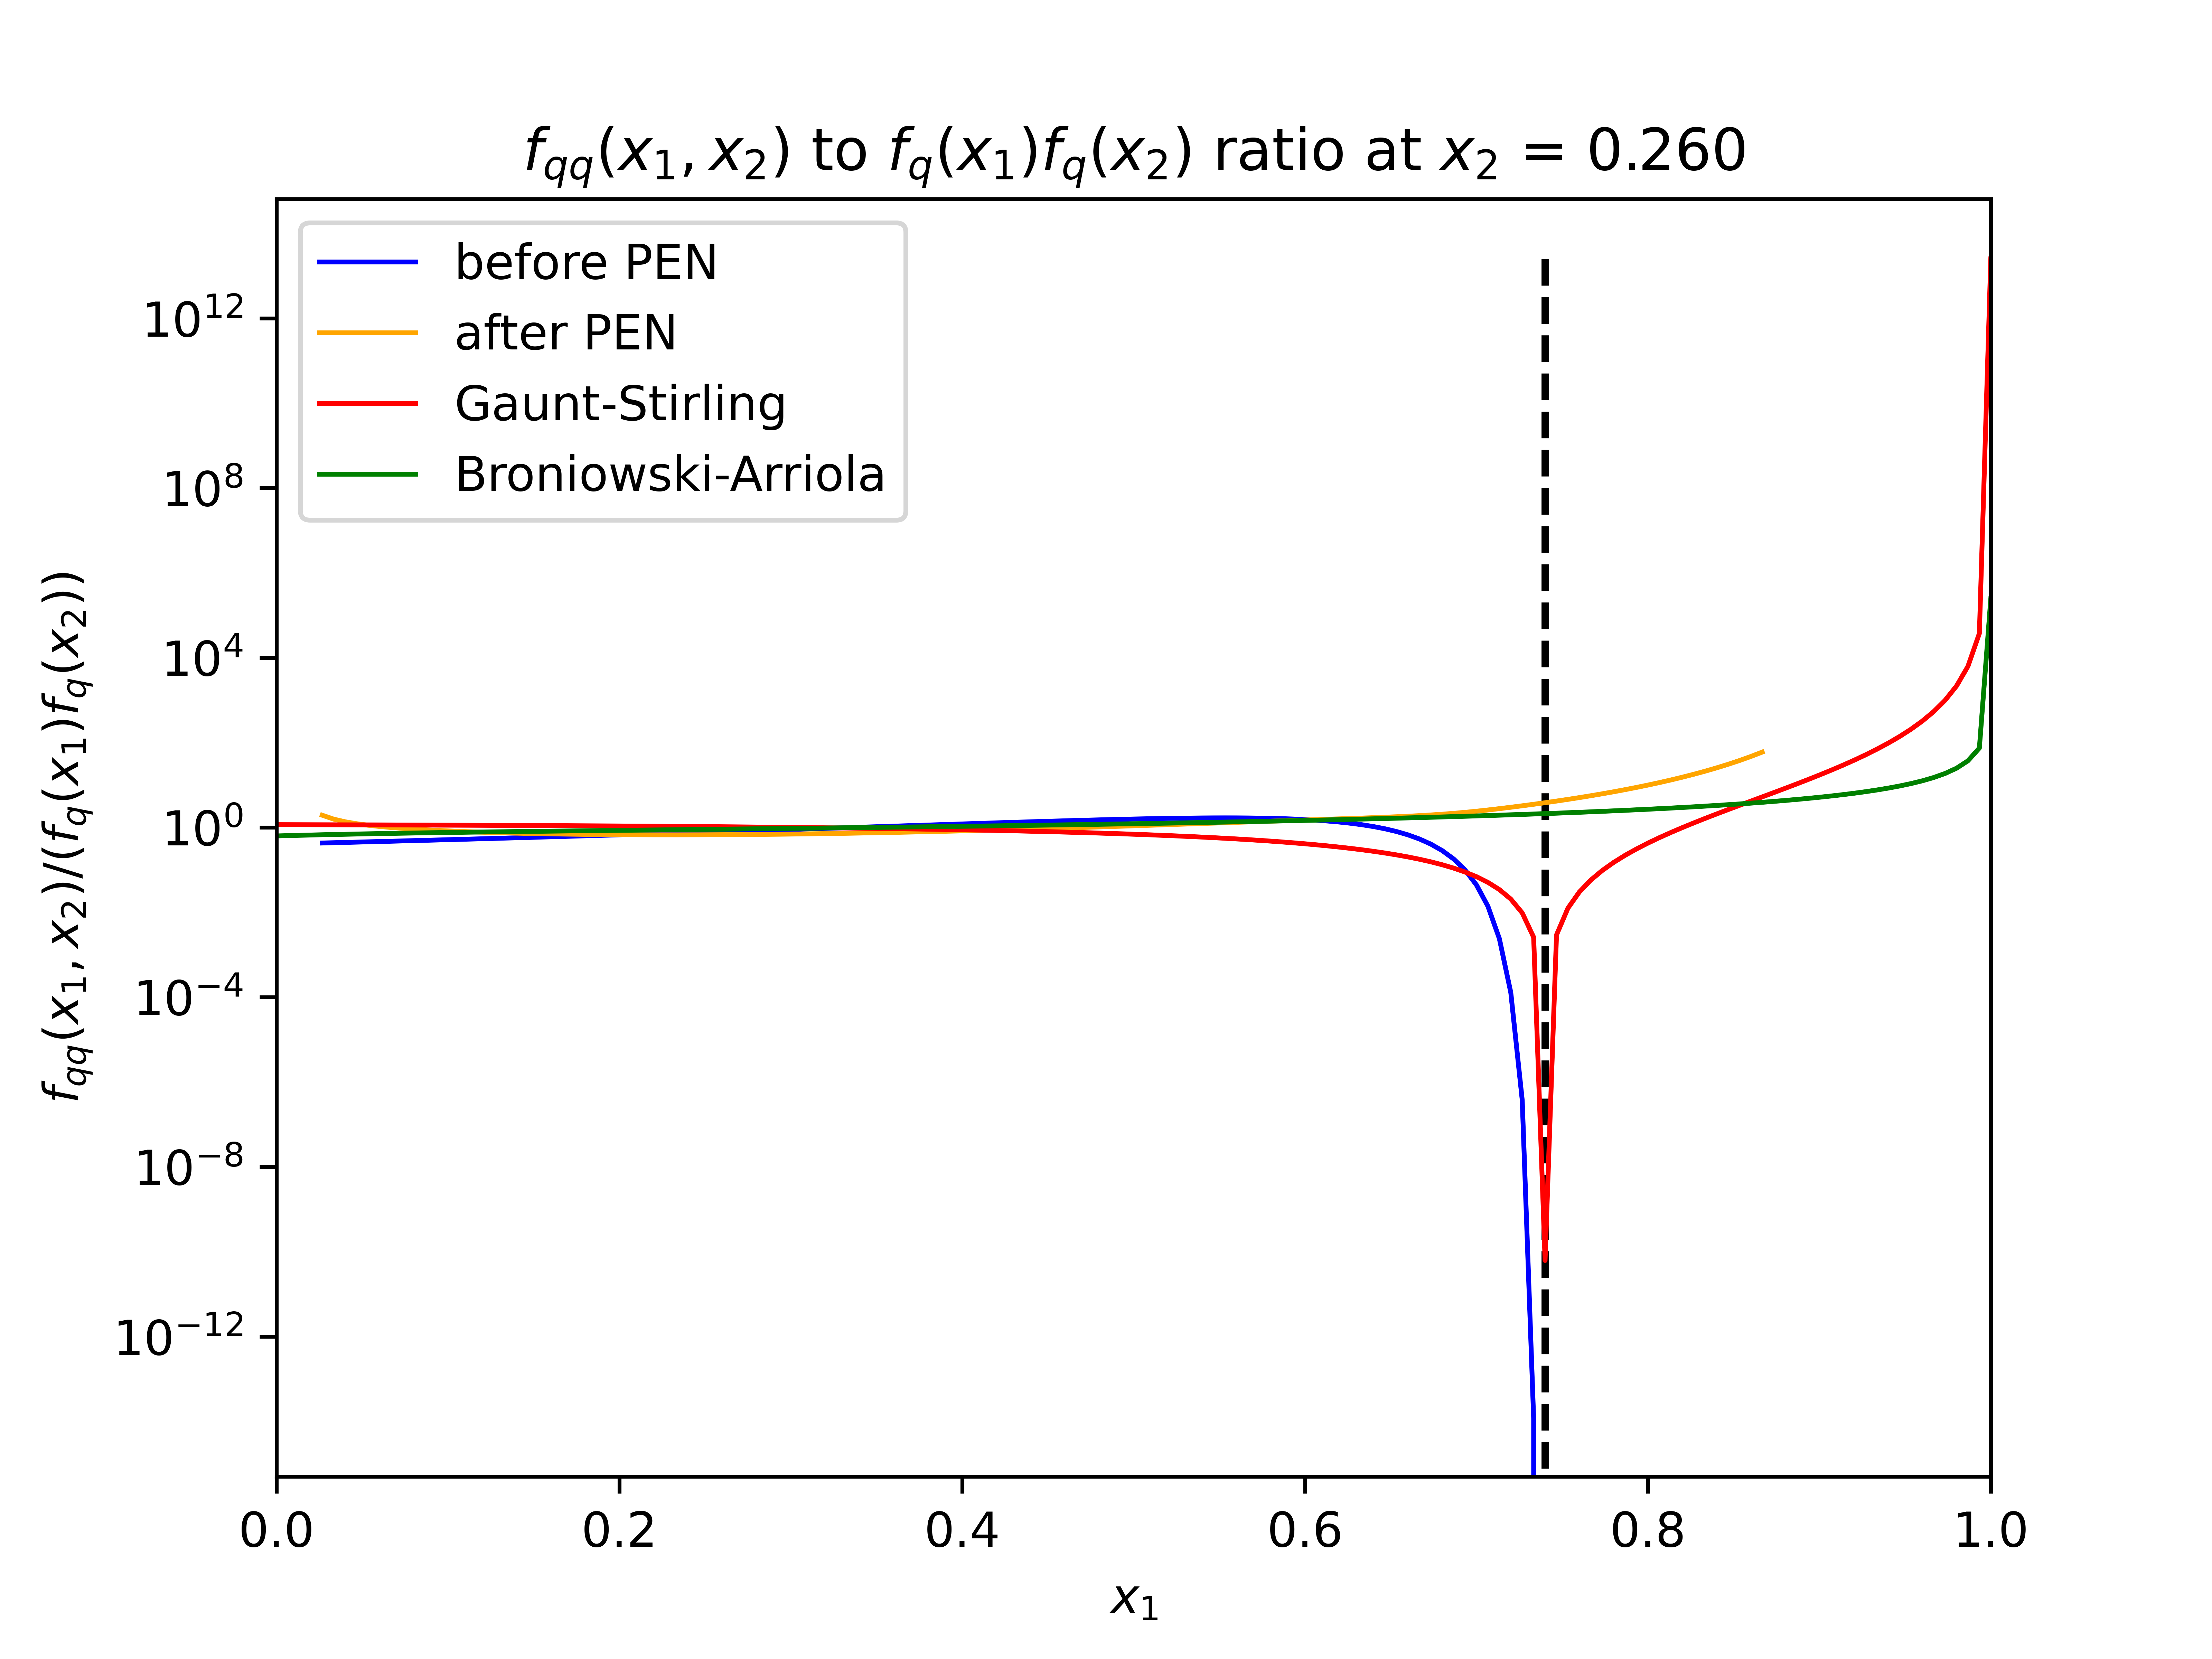 f_qq(x_1, x_2) to f_q(x_1)f_q(x_2) ratio at x_2 = 0.260
before PEN
after PEN
Gaunt-Stirling
Broniowski-Arriola
10^12
10^8
10^4
10^0
10^−4
10^−8
10^−12
f_qq(x_1, x_2)/(f_q(x_1)f_q(x_2))
0.0 0.2 0.4 0.6 0.8 1.0
x_1